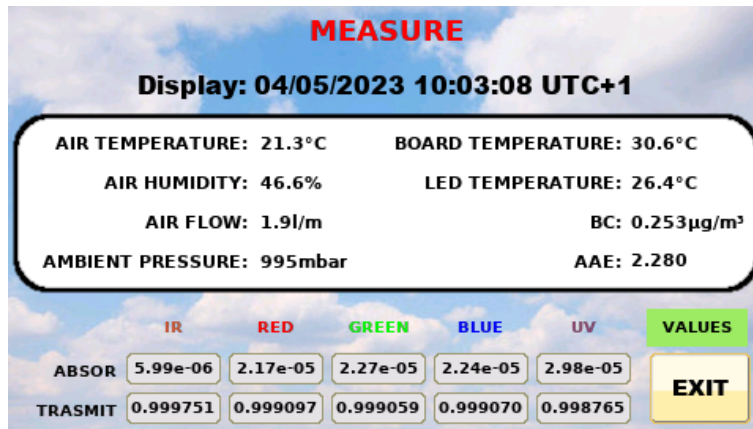 MEASURE
Display: 04/05/2023 10:03:08 UTC+1
AIR TEMPERATURE: 21.3°C BOARD TEMPERATURE: 30.6°C
AIR HUMIDITY: 46.6% LED TEMPERATURE: 26.4°C
AIR FLOW: 1.9l/m BC: 0.253µg/m³
AMBIENT PRESSURE: 995mbar AAE: 2.280
IR RED GREEN BLUE UV VALUES
ABSOR 5.99e-06 2.17e-05 2.27e-05 2.24e-05 2.98e-05 EXIT
TRASMIT 0.999751 0.999097 0.999059 0.999070 0.998765